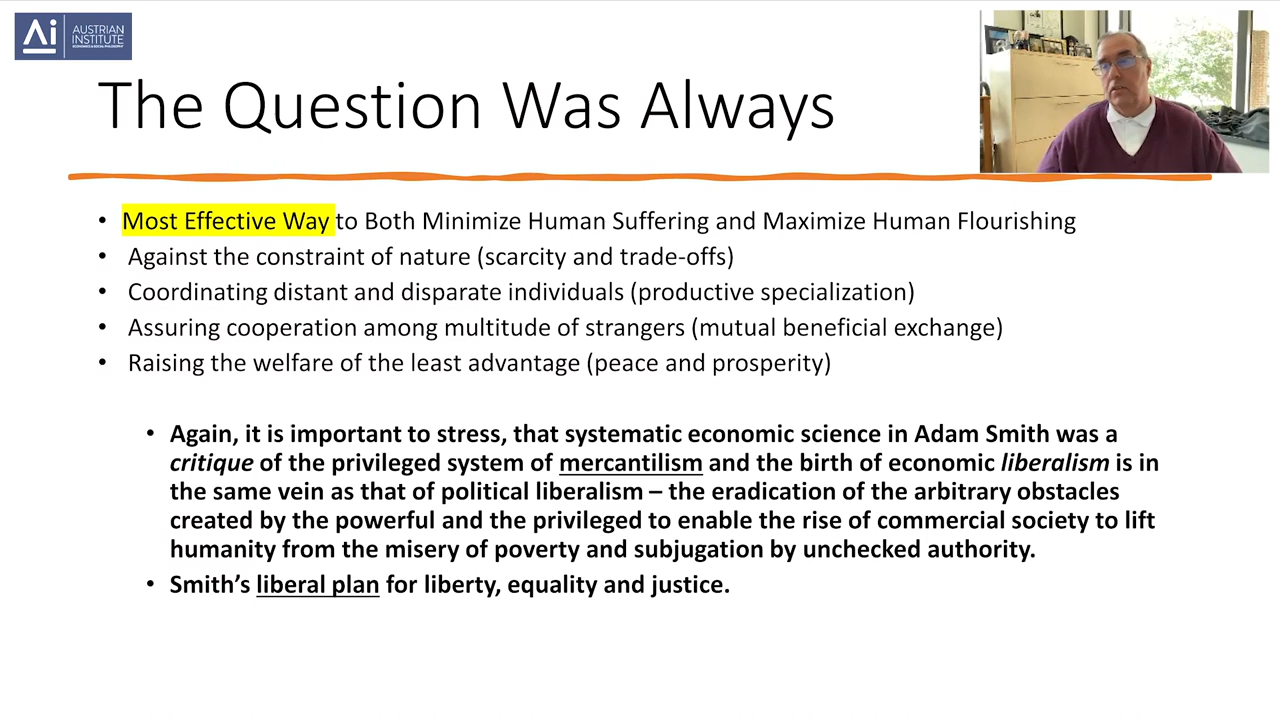 Ai
AUSTRIAN
INSTITUTE
ECONOMICS & SOCIAL PHILOSOPHY
The Question Was Always
• Most Effective Way to Both Minimize Human Suffering and Maximize Human Flourishing
• Against the constraint of nature (scarcity and trade-offs)
• Coordinating distant and disparate individuals (productive specialization)
• Assuring cooperation among multitude of strangers (mutual beneficial exchange)
• Raising the welfare of the least advantage (peace and prosperity)
• Again, it is important to stress, that systematic economic science in Adam Smith was a
critique of the privileged system of mercantilism and the birth of economic liberalism is in
the same vein as that of political liberalism – the eradication of the arbitrary obstacles
created by the powerful and the privileged to enable the rise of commercial society to lift
humanity from the misery of poverty and subjugation by unchecked authority.
• Smith's liberal plan for liberty, equality and justice.